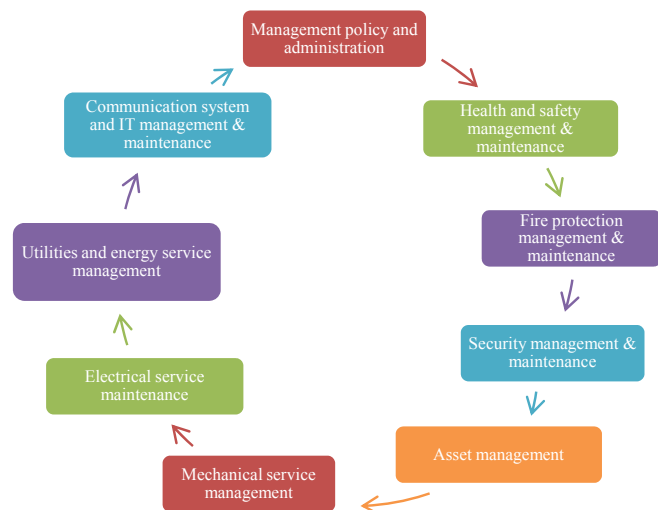 Management policy and
administration
Health and safety
management &
maintenance
Fire protection
management &
maintenance
Security management &
maintenance
Asset management
Mechanical service
management
Electrical service
maintenance
Utilities and energy service
management
Communication system
and IT management &
maintenance